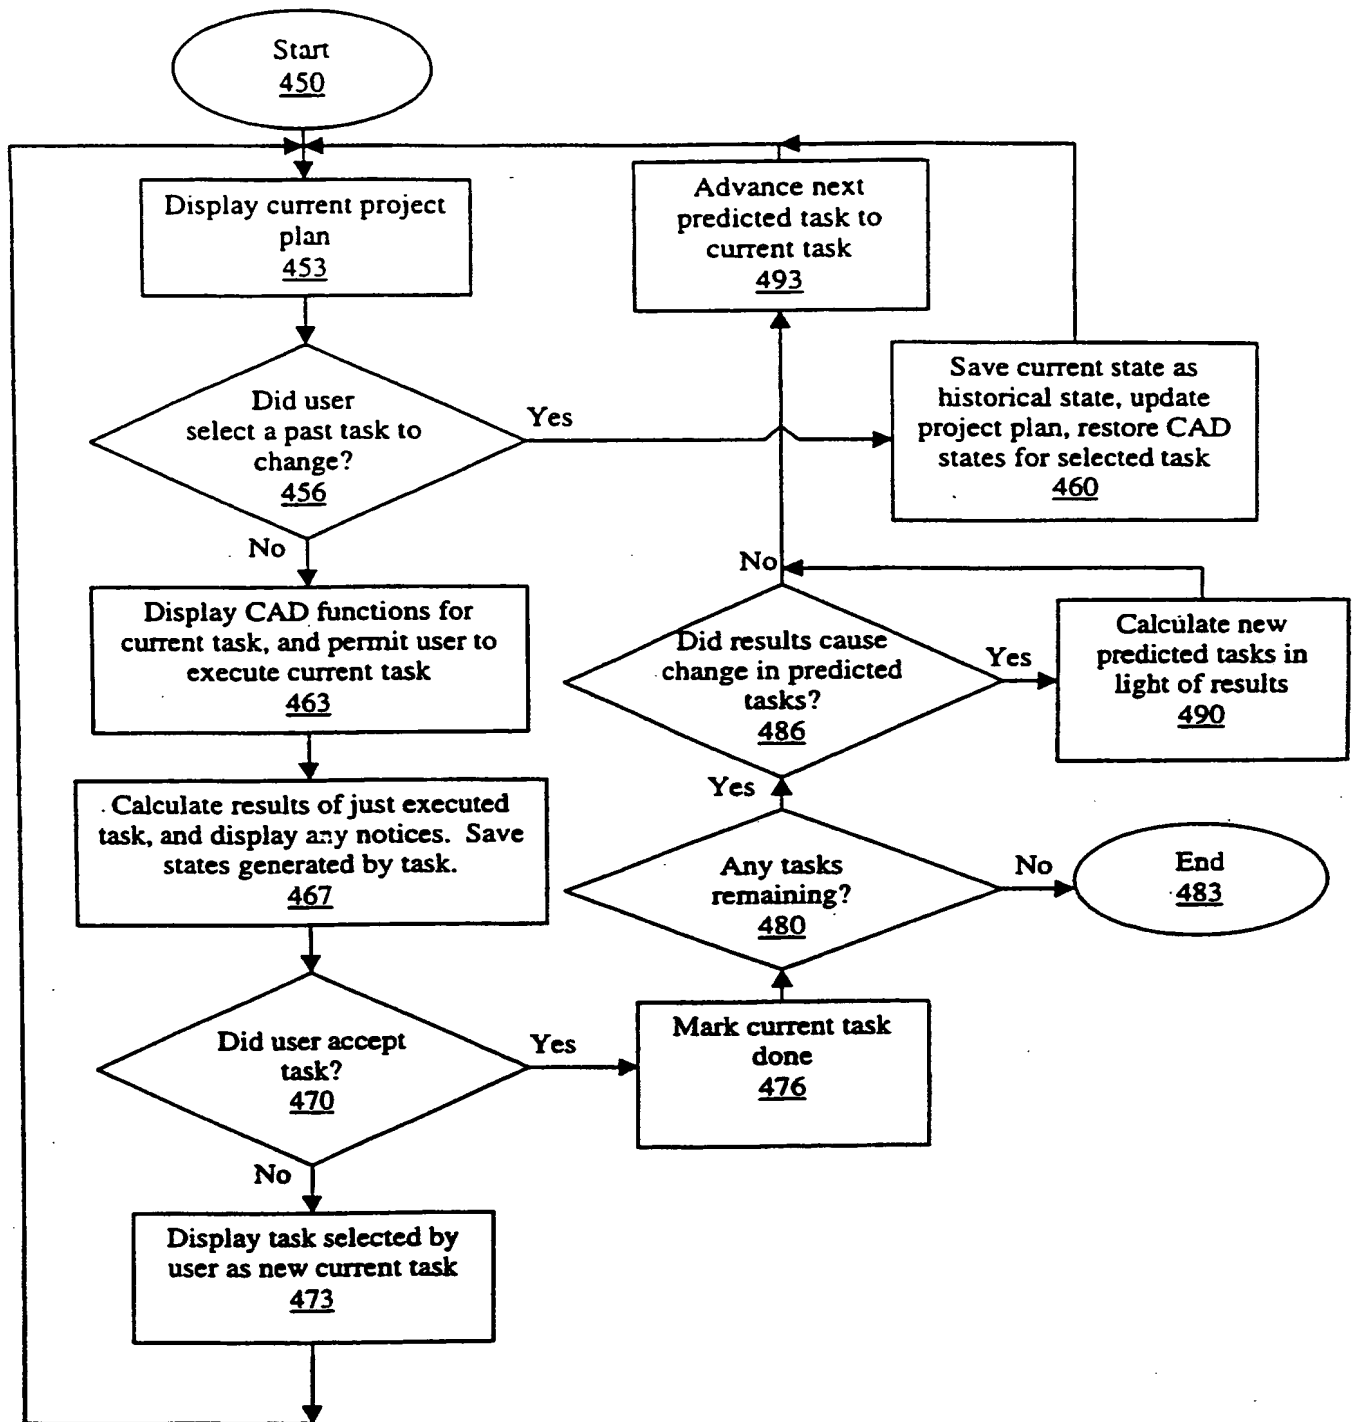 Start
450
Display current project
plan
453
Did user
select a past task to
change?
456
Yes
No
Save current state as
historical state, update
project plan, restore CAD
states for selected task
460
Display CAD functions for
current task, and permit user to
execute current task
463
Calculate results of just executed
task, and display any notices. Save
states generated by task.
467
Did user accept
task?
470
Yes
No
Display task selected by
user as new current task
473
Mark current task
done
476
Any tasks
remaining?
480
No
End
483
Yes
Did results cause
change in predicted
tasks?
486
Yes
Calculate new
predicted tasks in
light of results
490
No
Advance next
predicted task to
current task
493